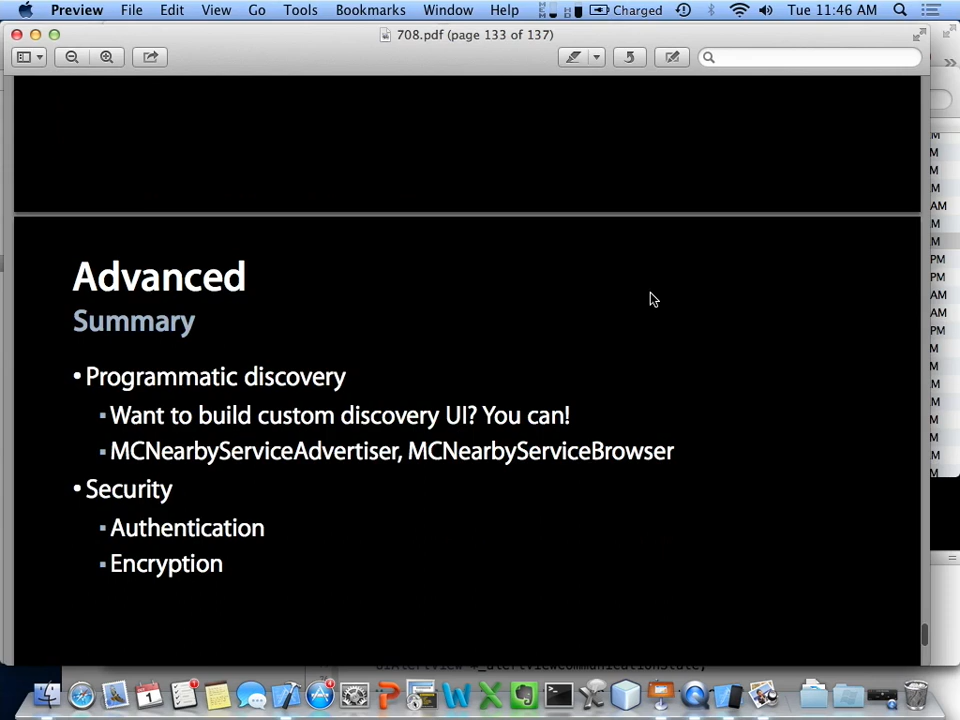 Preview File Edit View Go Tools Bookmarks Window Help Charged Tue 11:46 AM
708.pdf (page 133 of 137)
Advanced
Summary
• Programmatic discovery
▪ Want to build custom discovery UI? You can!
▪ MCNearbyServiceAdvertiser, MCNearbyServiceBrowser
• Security
▪ Authentication
▪ Encryption